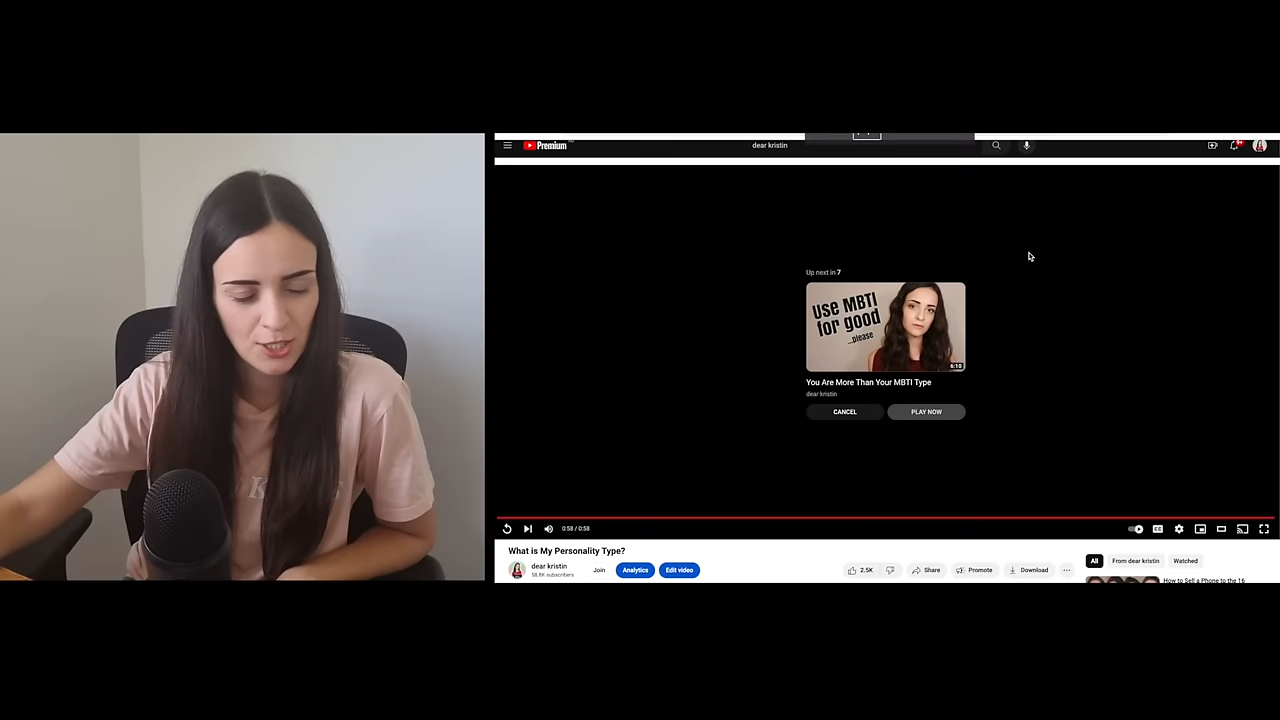 Premium
dear kristin
9+
Up next in 7
USE MBTI
for good
...please
6:10
You Are More Than Your MBTI Type
dear kristin
CANCEL
PLAY NOW
0:58 / 0:58
What is My Personality Type?
dear kristin
58.8K subscribers
Join
Analytics
Edit video
2.5K
Share
Promote
Download
All
From dear kristin
Watched
How to Sell a Phone to the 16